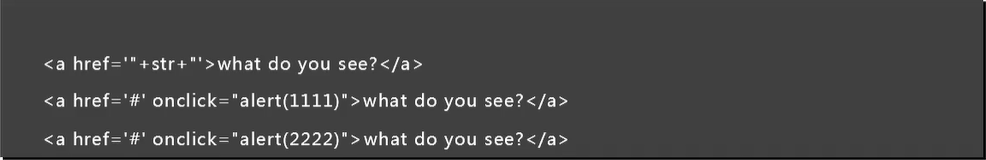 <a href='"+str+"'>what do you see?</a>
<a href='#' onclick="alert(1111)">what do you see?</a>
<a href='#' onclick="alert(2222)">what do you see?</a>